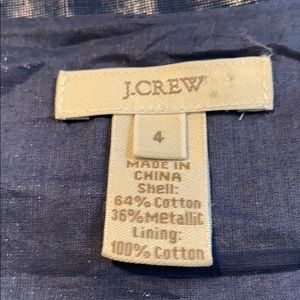 J.CREW
4
MADE IN
CHINA
Shell:
64% Cotton
36% Metallic
Lining:
100% Cotton